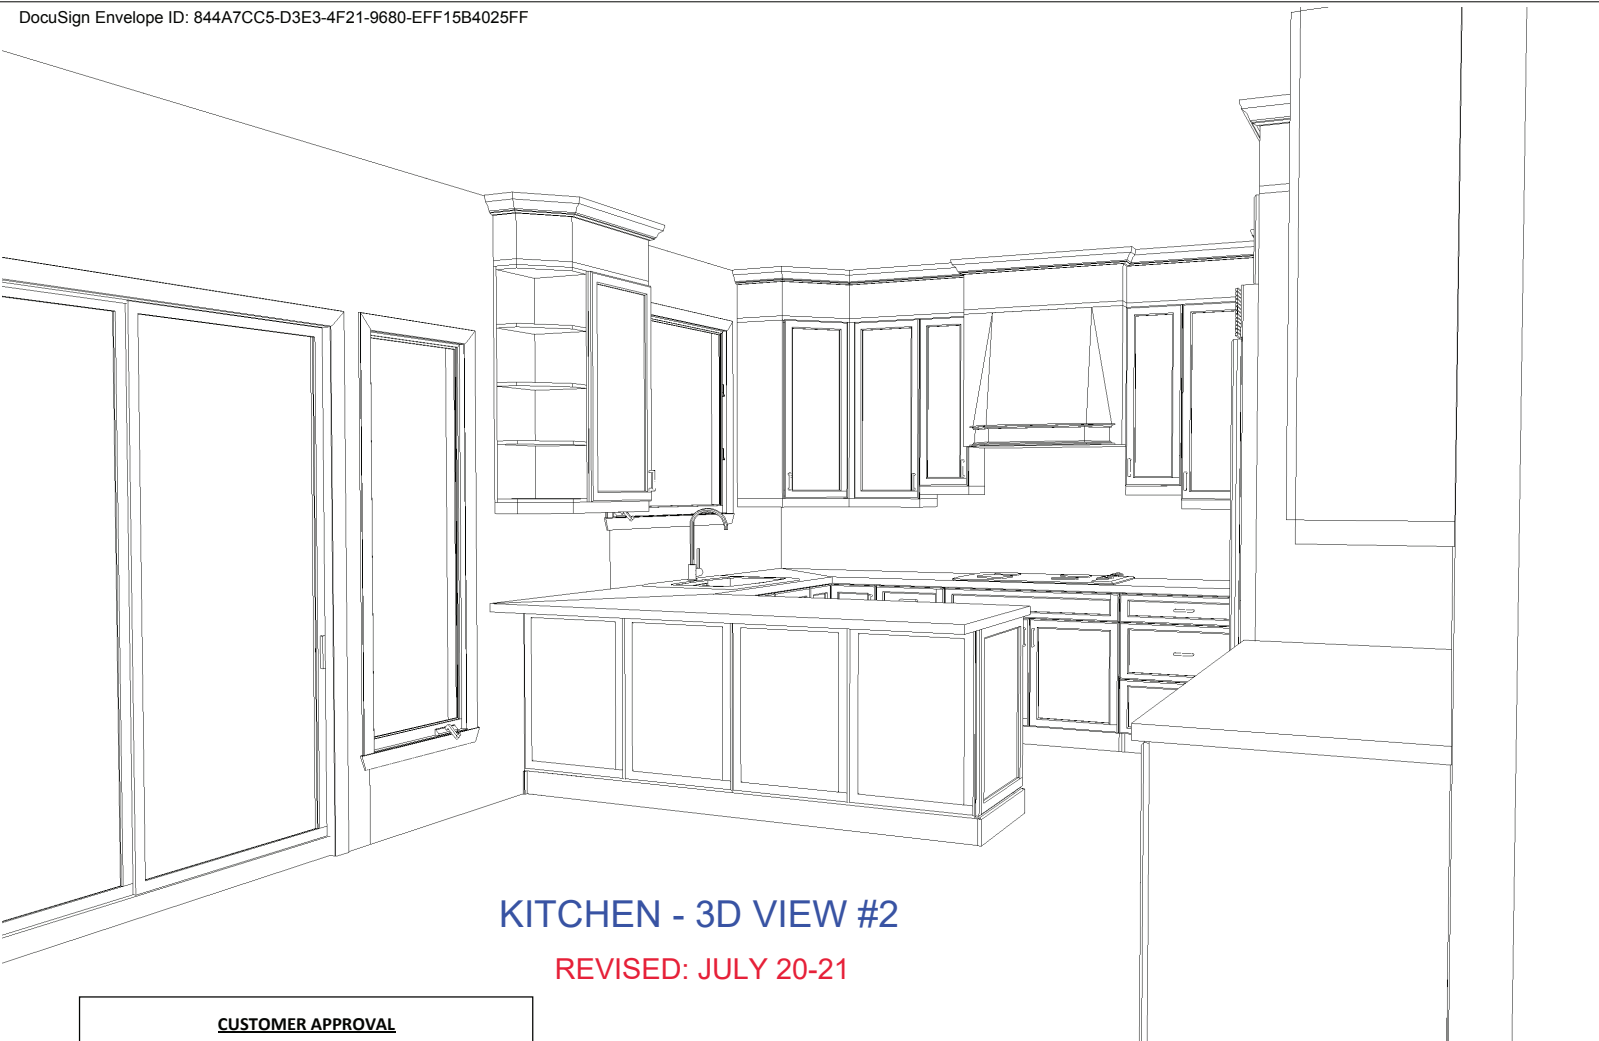 DocuSign Envelope ID: 844A7CC5-D3E3-4F21-9680-EFF15B4025FF
KITCHEN - 3D VIEW #2
REVISED: JULY 20-21
CUSTOMER APPROVAL